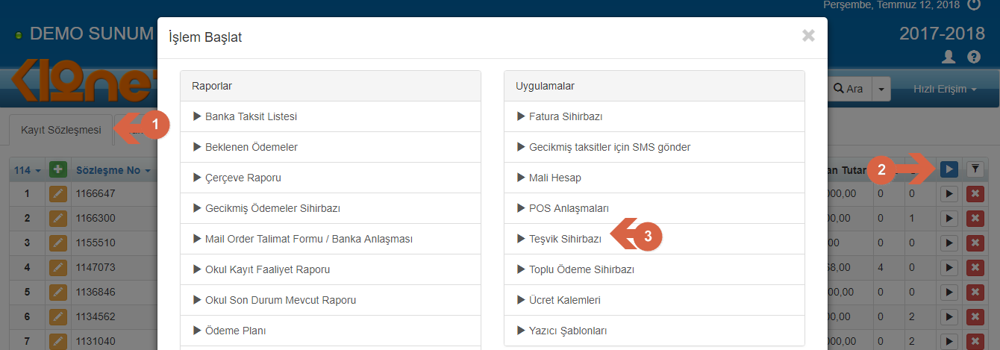 Perşembe, Temmuz 12, 2018
DEMO SUNUM
2017-2018
Klone
İşlem Başlat
Ara
Hızlı Erişim
Kayıt Sözleşmesi
1
114
Sözleşme No
an Tutar
2
1 1166647 000,00 0 0
2 1166300 00,00 0 1
3 1155510 00 0 0
4 1147073 68,00 4 0
5 1136846 00,00 0 0
6 1134562 00,00 0 2
7 1131040 000,00 0 2
Raporlar
Banka Taksit Listesi
Beklenen Ödemeler
Çerçeve Raporu
Gecikmiş Ödemeler Sihirbazı
Mail Order Talimat Formu / Banka Anlaşması
Okul Kayıt Faaliyet Raporu
Okul Son Durum Mevcut Raporu
Ödeme Planı
Uygulamalar
Fatura Sihirbazı
Gecikmiş taksitler için SMS gönder
Mali Hesap
POS Anlaşmaları
Teşvik Sihirbazı
3
Toplu Ödeme Sihirbazı
Ücret Kalemleri
Yazıcı Şablonları